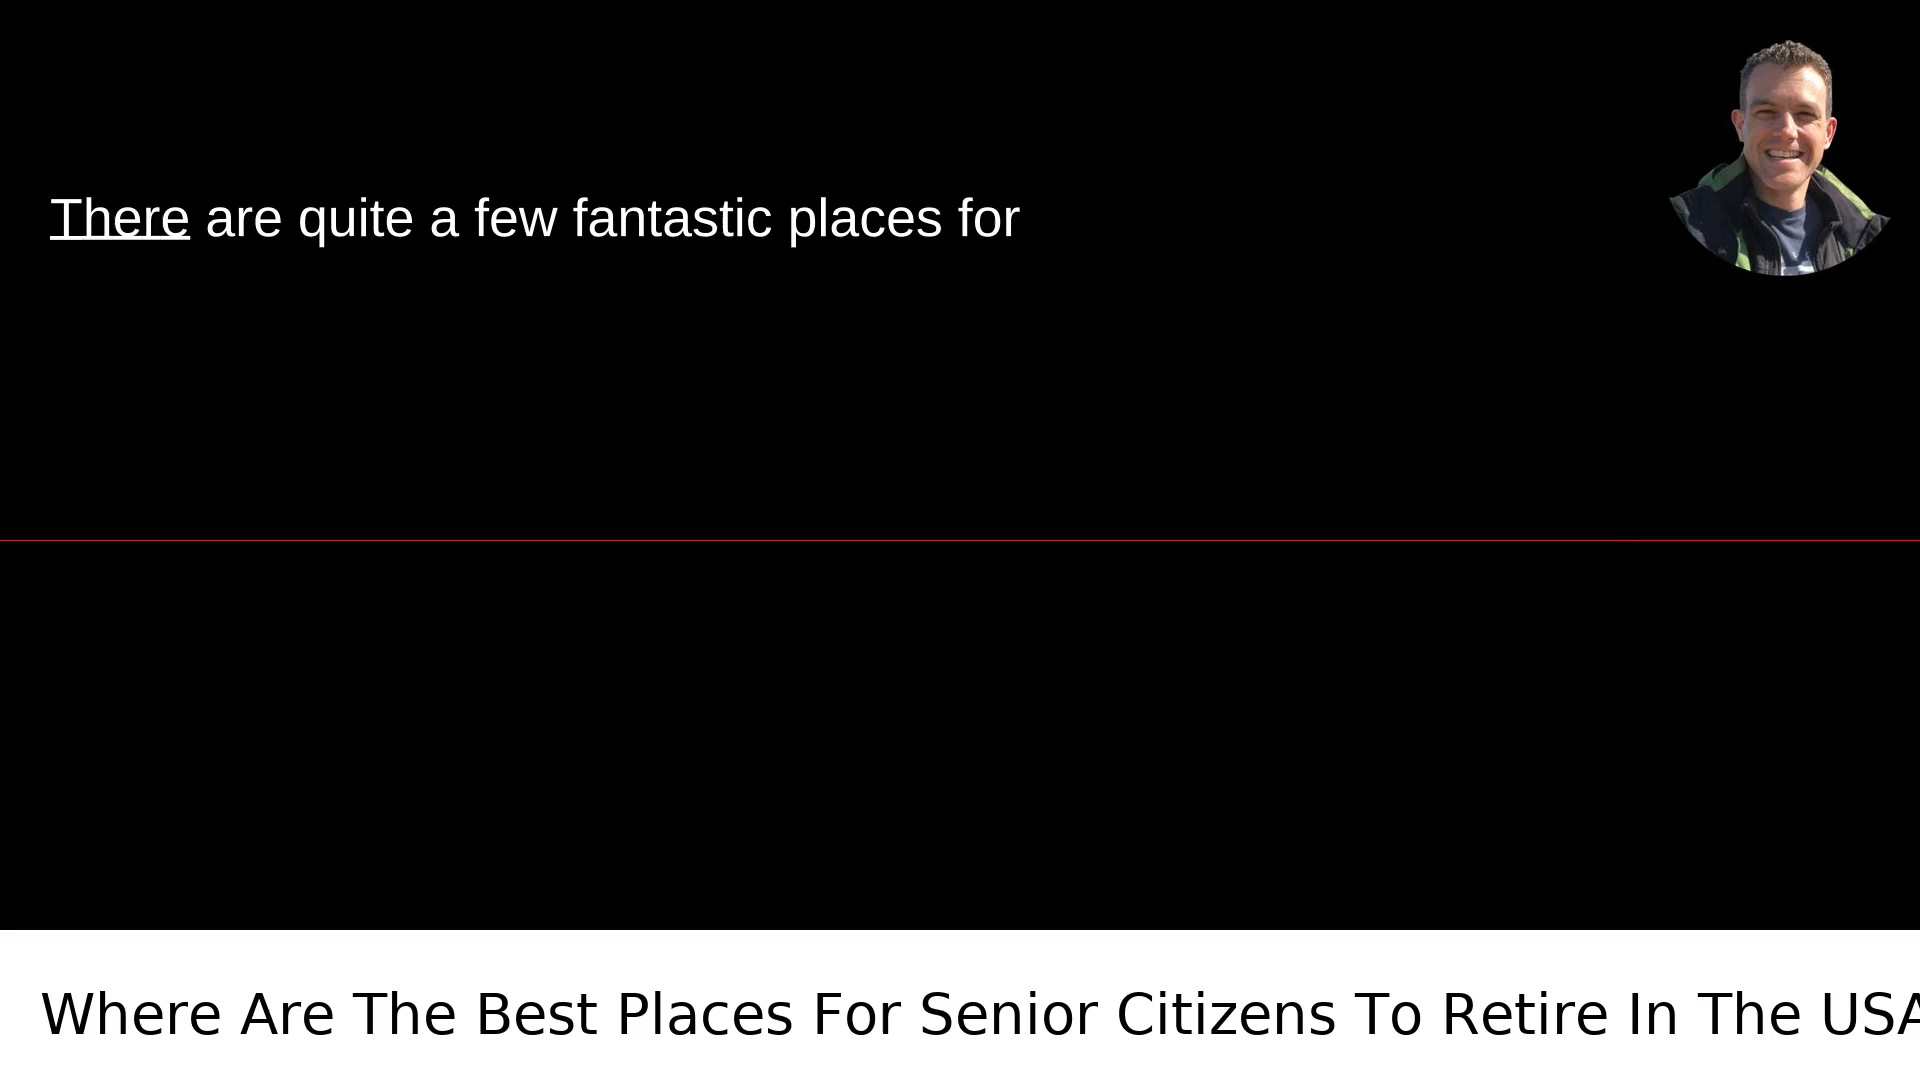 There are quite a few fantastic places for
Where Are The Best Places For Senior Citizens To Retire In The USA